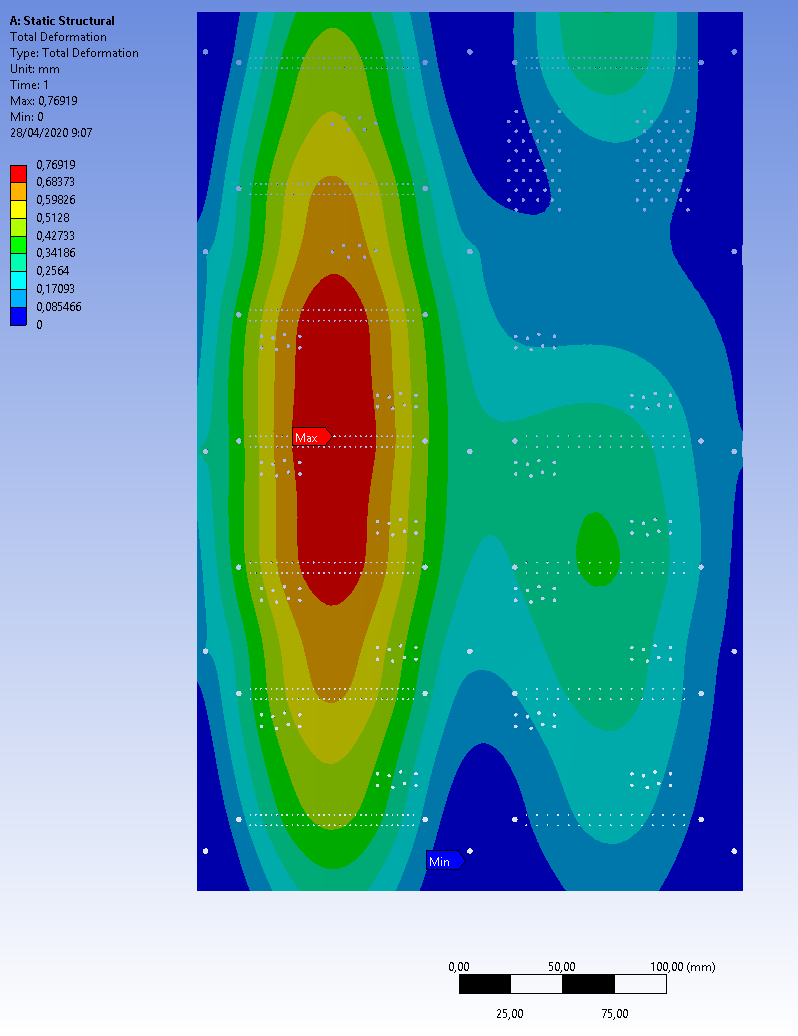 A: Static Structural
Total Deformation
Type: Total Deformation
Unit: mm
Time: 1
Max: 0,76919
Min: 0
28/04/2020 9:07
0,76919
0,68373
0,59826
0,5128
0,42733
0,34186
0,2564
0,17093
0,085466
0
Max
Min
0,00 50,00 100,00 (mm)
25,00 75,00